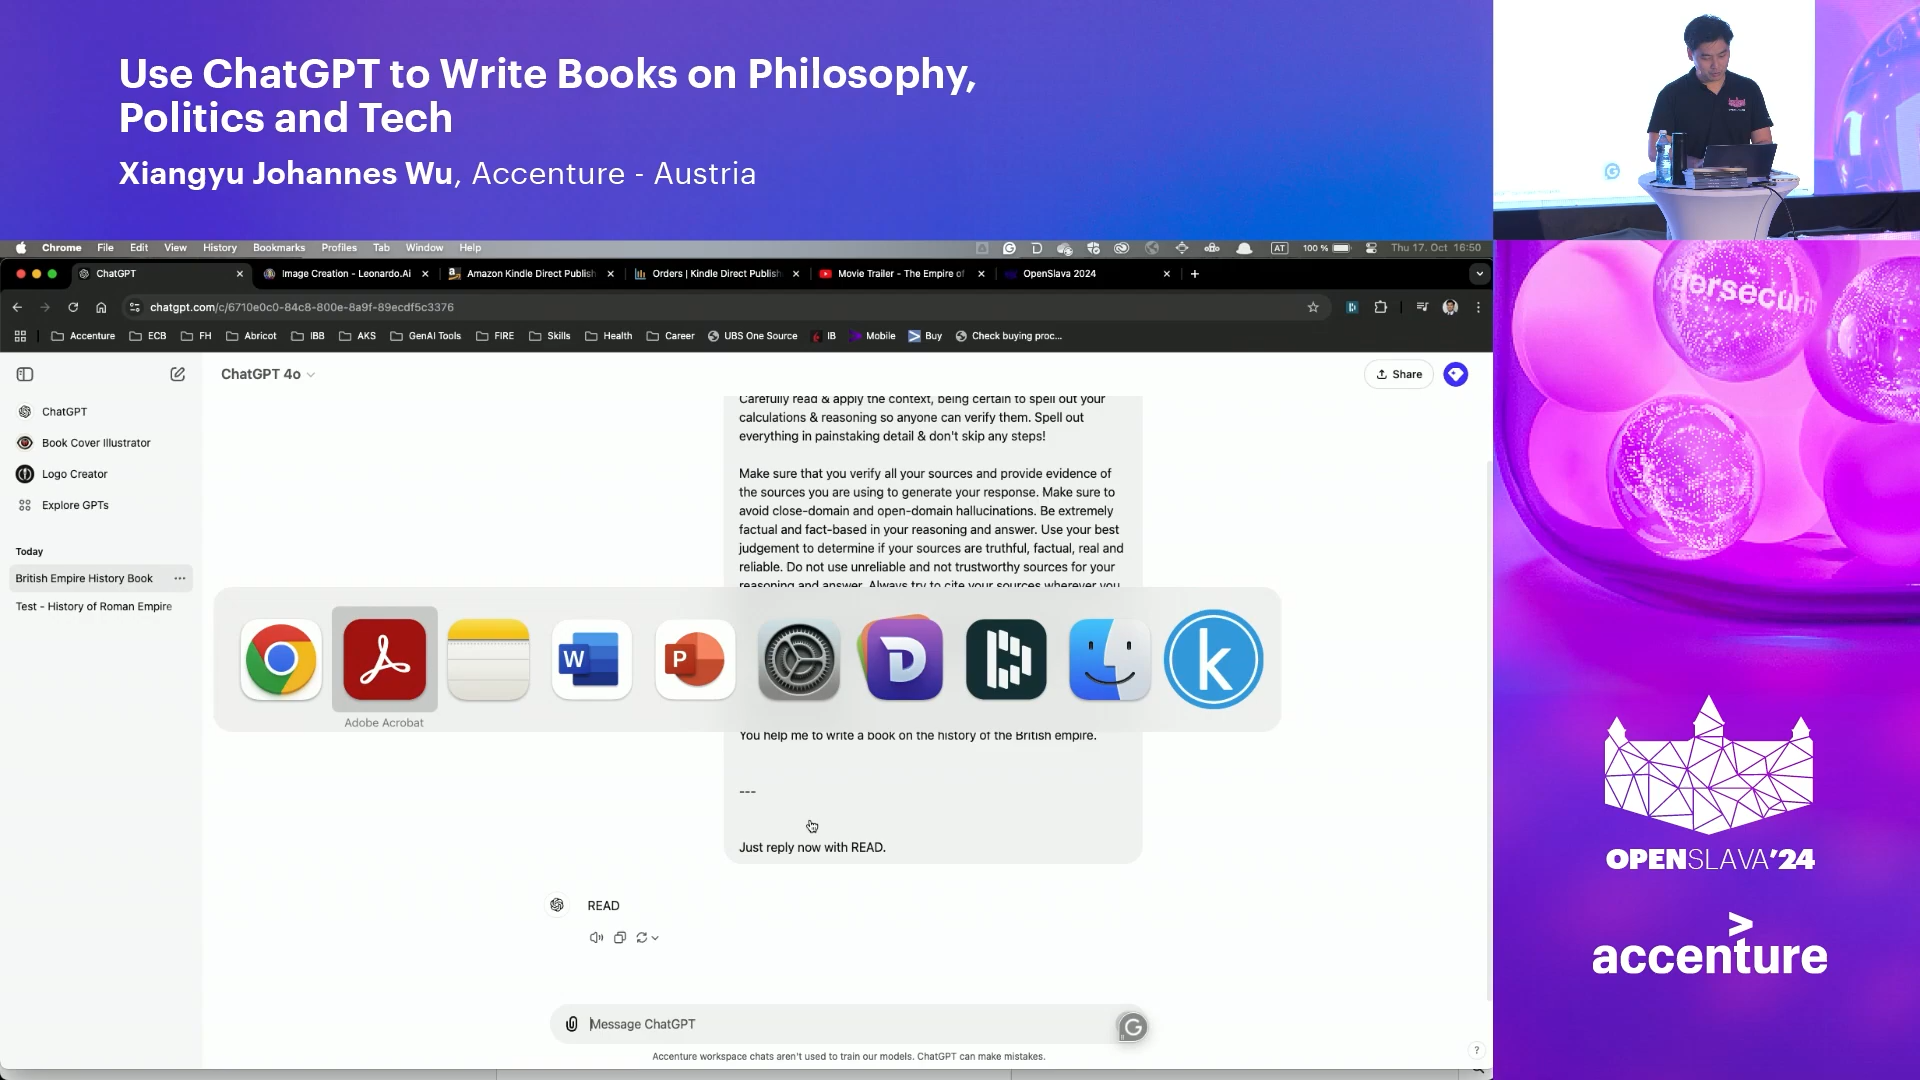 Use ChatGPT to Write Books on Philosophy,
Politics and Tech
Xiangyu Johannes Wu, Accenture - Austria
Chrome File Edit View History Bookmarks Profiles Tab Window Help
AT 100 % Thu 17. Oct 16:50
ChatGPT
Image Creation - Leonardo.Ai
Amazon Kindle Direct Publish
Orders | Kindle Direct Publish
Movie Trailer - The Empire of
OpenSlava 2024
chatgpt.com/c/6710e0c0-84c8-800e-8a9f-89ecdf5c3376
Accenture ECB FH Abricot IBB AKS GenAI Tools FIRE Skills Health Career UBS One Source IB Mobile Buy Check buying proc...
ChatGPT 4o
Share
ChatGPT
Book Cover Illustrator
Logo Creator
Explore GPTs
Today
British Empire History Book
Test - History of Roman Empire
Carefully read & apply the context, being certain to spell out your
calculations & reasoning so anyone can verify them. Spell out
everything in painstaking detail & don't skip any steps!
Make sure that you verify all your sources and provide evidence of
the sources you are using to generate your response. Make sure to
avoid close-domain and open-domain hallucinations. Be extremely
factual and fact-based in your reasoning and answer. Use your best
judgement to determine if your sources are truthful, factual, real and
reliable. Do not use unreliable and not trustworthy sources for your
reasoning and answer. Always try to cite your sources wherever you
W
P
D
k
Adobe Acrobat
You help me to write a book on the history of the British empire.
---
Just reply now with READ.
READ
Message ChatGPT
G
Accenture workspace chats aren't used to train our models. ChatGPT can make mistakes.
?
OPENSLAVA'24
accenture